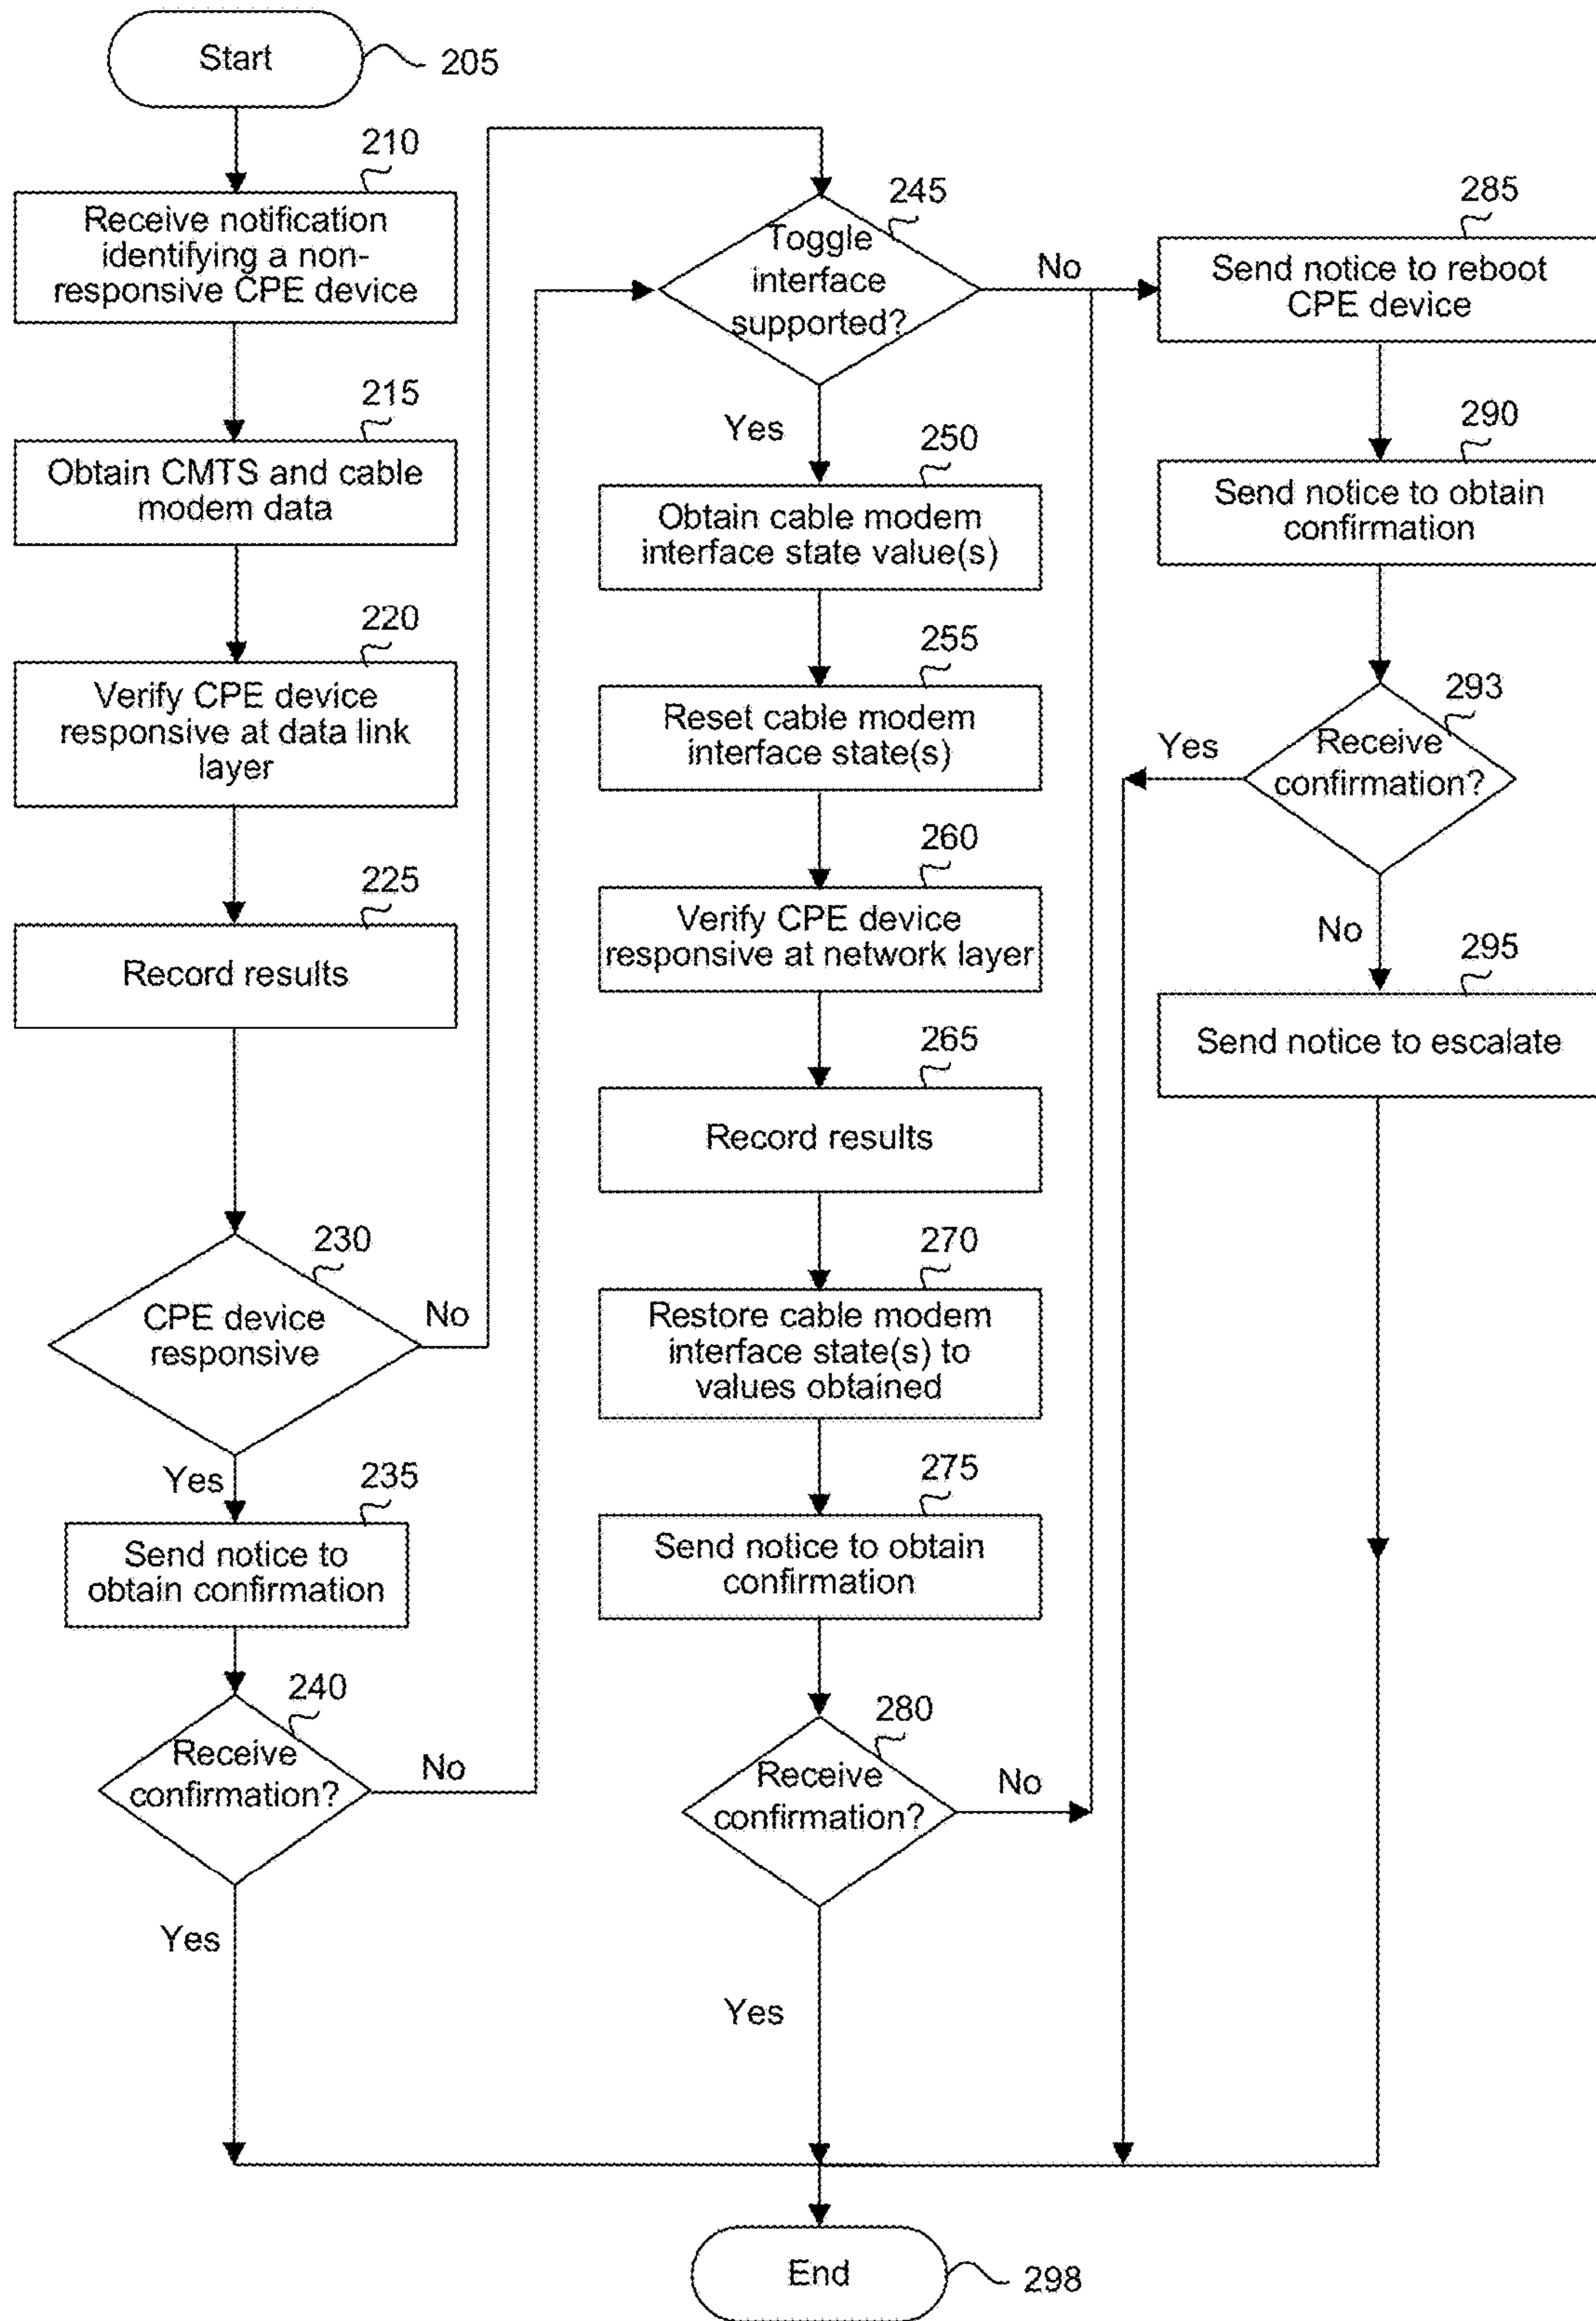 Start
205
210
Receive notification
identifying a non-
responsive CPE device
215
Obtain CMTS and cable
modem data
220
Verify CPE device
responsive at data link
layer
225
Record results
230
CPE device
responsive
No
Yes
235
Send notice to
obtain confirmation
240
Receive
confirmation?
No
Yes
245
Toggle
interface
supported?
No
Yes
250
Obtain cable modem
interface state value(s)
255
Reset cable modem
interface state(s)
260
Verify CPE device
responsive at network layer
265
Record results
270
Restore cable modem
interface state(s) to
values obtained
275
Send notice to obtain
confirmation
280
Receive
confirmation?
No
Yes
285
Send notice to reboot
CPE device
290
Send notice to obtain
confirmation
293
Receive
confirmation?
Yes
No
295
Send notice to escalate
End
298